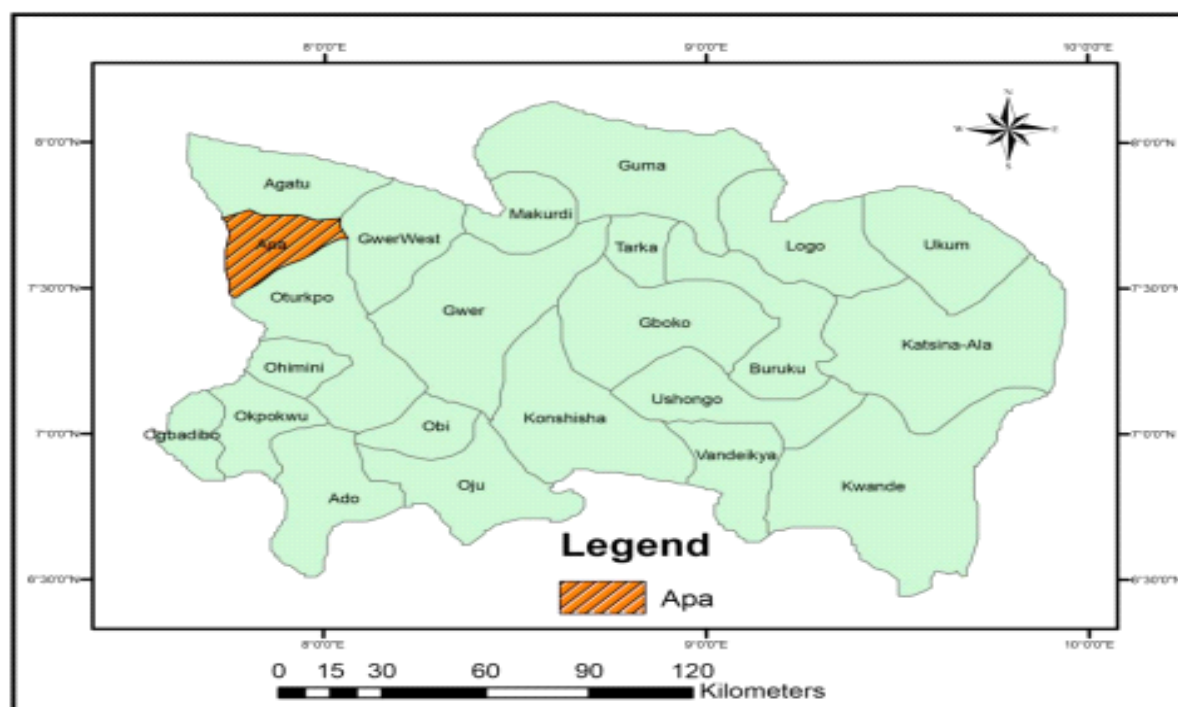 8°0'0"E 9°0'0"E 10°0'0"E
N
W E
S
8°0'0"N 8°0'0"N
Guma
Agatu
Makurdi
GwerWest
Apa
Tarka
Logo
Ukum
7°30'0"N 7°30'0"N
Oturkpo
Gwer
Gboko
Katsina-Ala
Ohimini
Buruku
Ushongo
Okpokwu
Konshisha
Obi
Ogbadibo
7°0'0"N 7°0'0"N
Vandeikya
Oju
Kwande
Ado
Legend
6°30'0"N 6°30'0"N
Apa
8°0'0"E 9°0'0"E 10°0'0"E
0 15 30 60 90 120
Kilometers